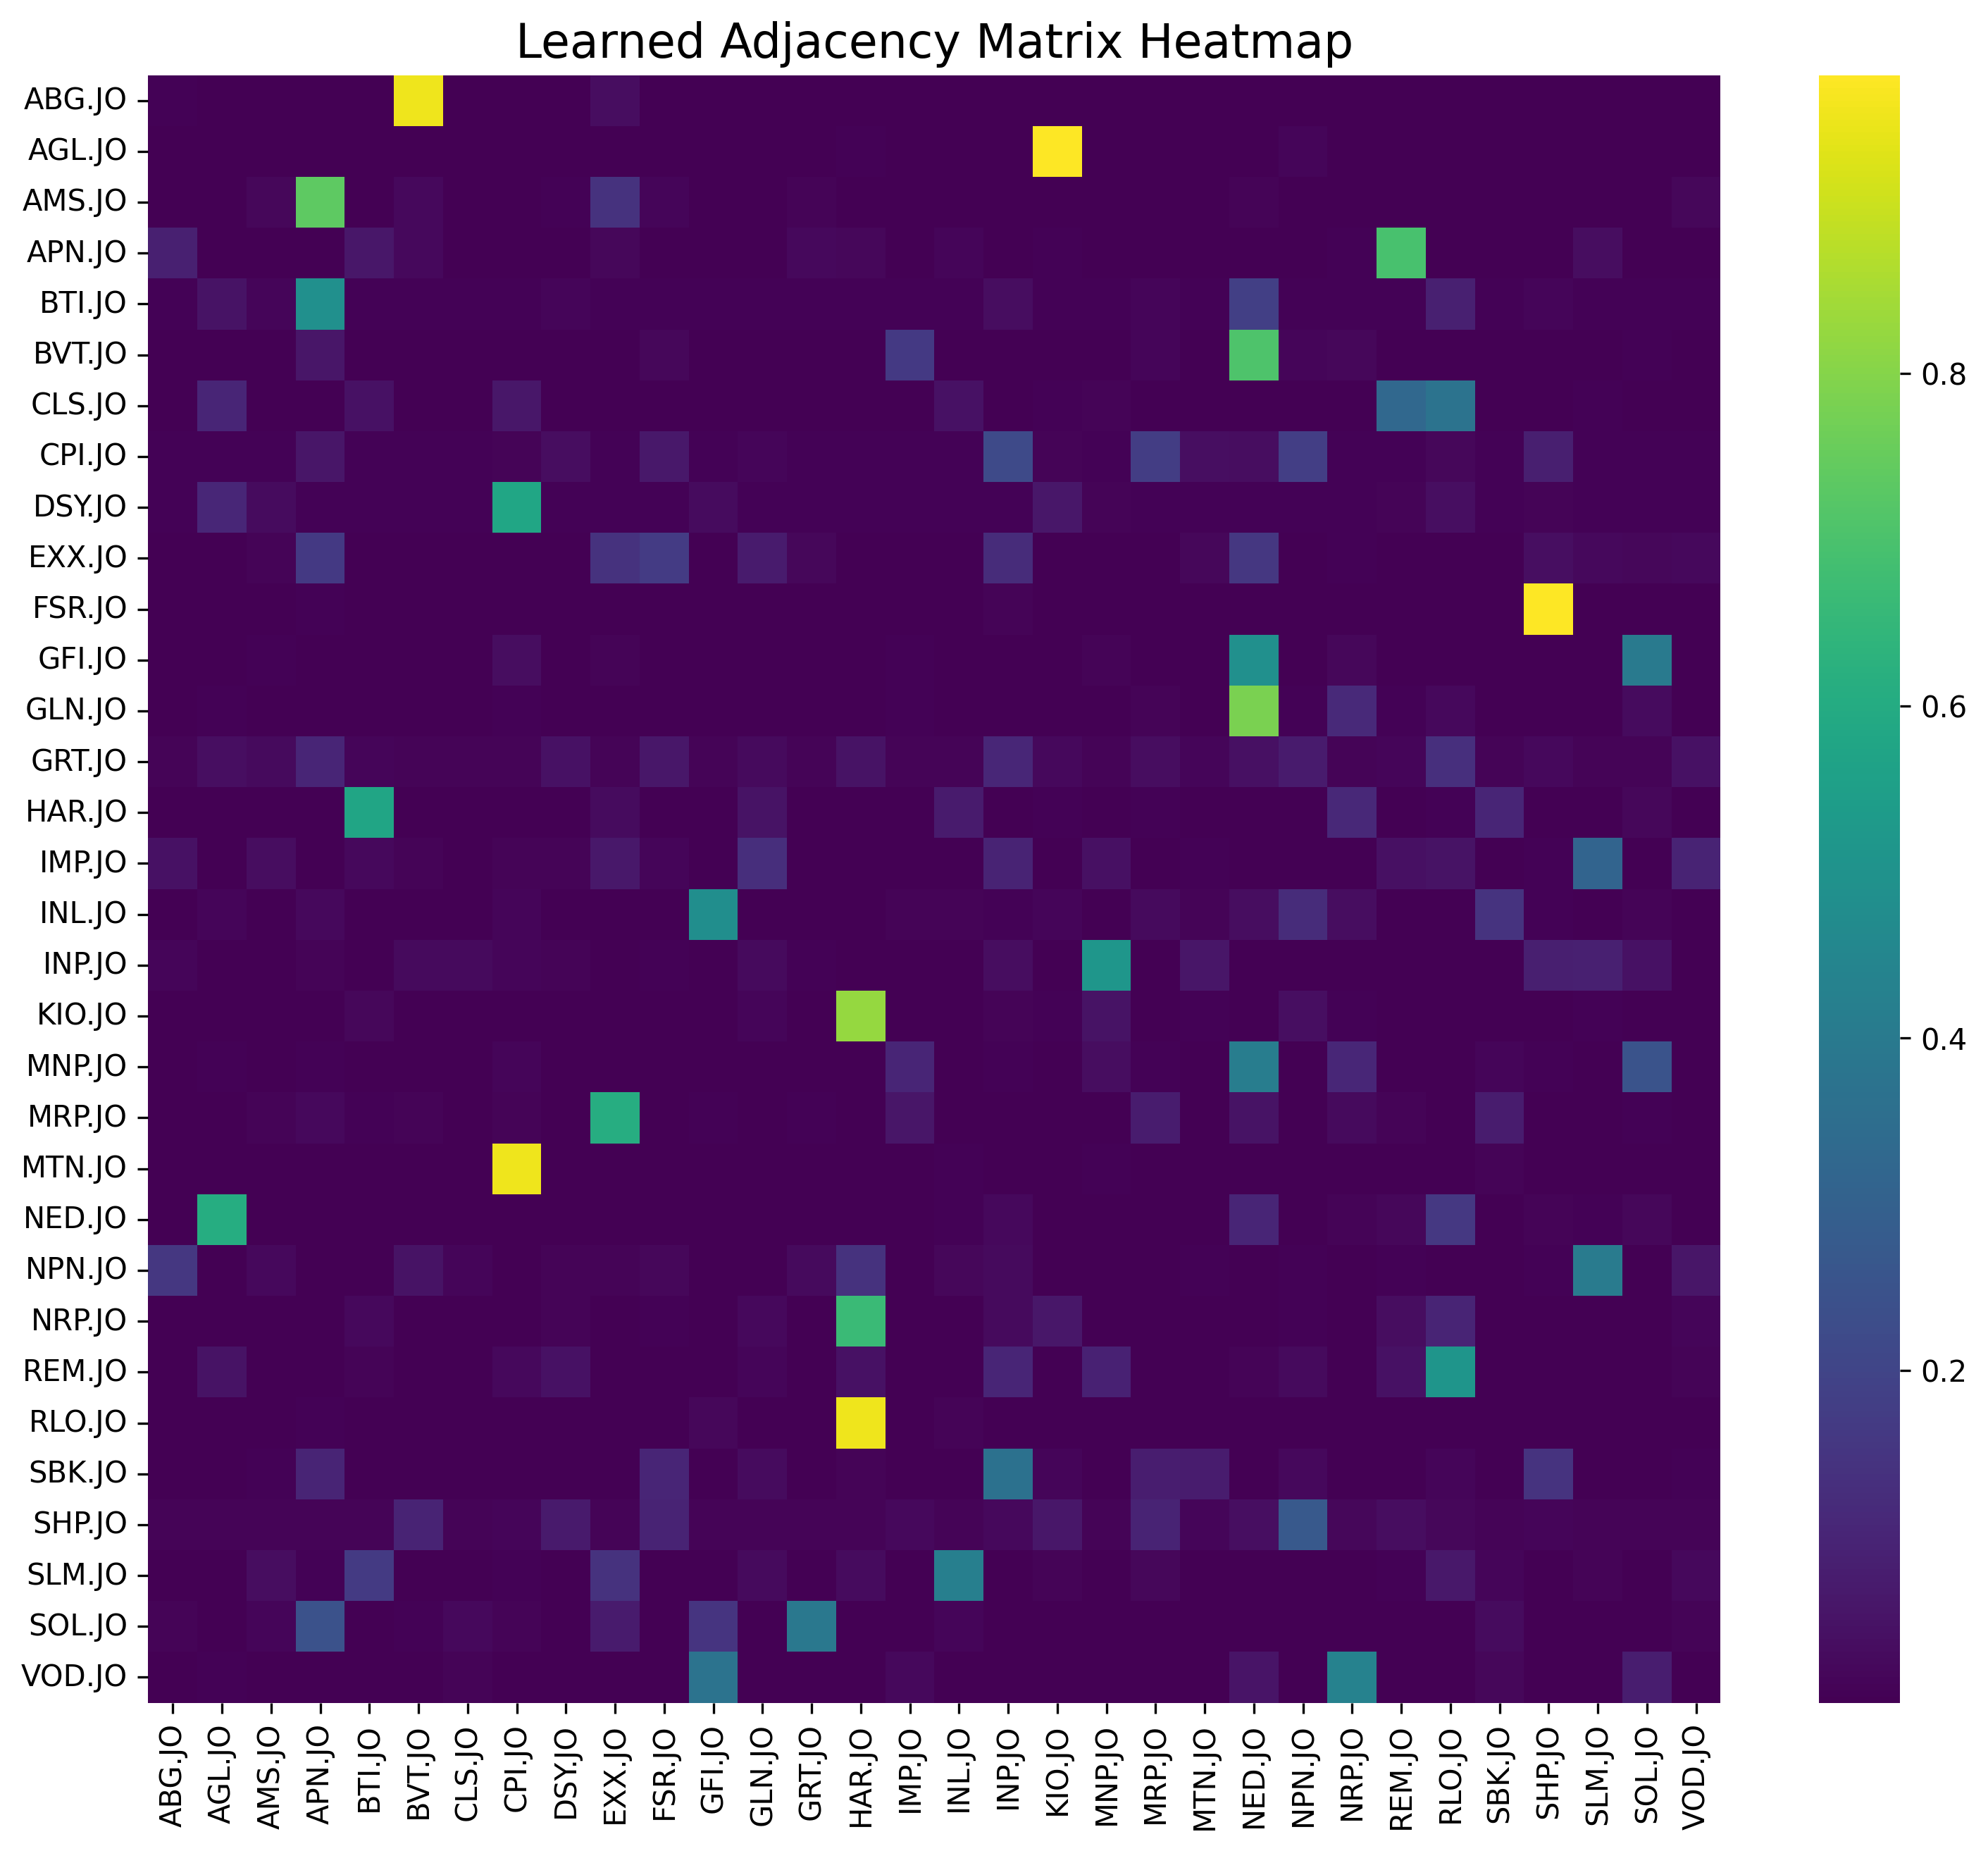 Learned Adjacency Matrix Heatmap
ABG.JO
AGL.JO
AMS.JO
APN.JO
BTI.JO
BVT.JO
CLS.JO
CPI.JO
DSY.JO
EXX.JO
FSR.JO
GFI.JO
GLN.JO
GRT.JO
HAR.JO
IMP.JO
INL.JO
INP.JO
KIO.JO
MNP.JO
MRP.JO
MTN.JO
NED.JO
NPN.JO
NRP.JO
REM.JO
RLO.JO
SBK.JO
SHP.JO
SLM.JO
SOL.JO
VOD.JO
ABG.JO
AGL.JO
AMS.JO
APN.JO
BTI.JO
BVT.JO
CLS.JO
CPI.JO
DSY.JO
EXX.JO
FSR.JO
GFI.JO
GLN.JO
GRT.JO
HAR.JO
IMP.JO
INL.JO
INP.JO
KIO.JO
MNP.JO
MRP.JO
MTN.JO
NED.JO
NPN.JO
NRP.JO
REM.JO
RLO.JO
SBK.JO
SHP.JO
SLM.JO
SOL.JO
VOD.JO
0.8
0.6
0.4
0.2